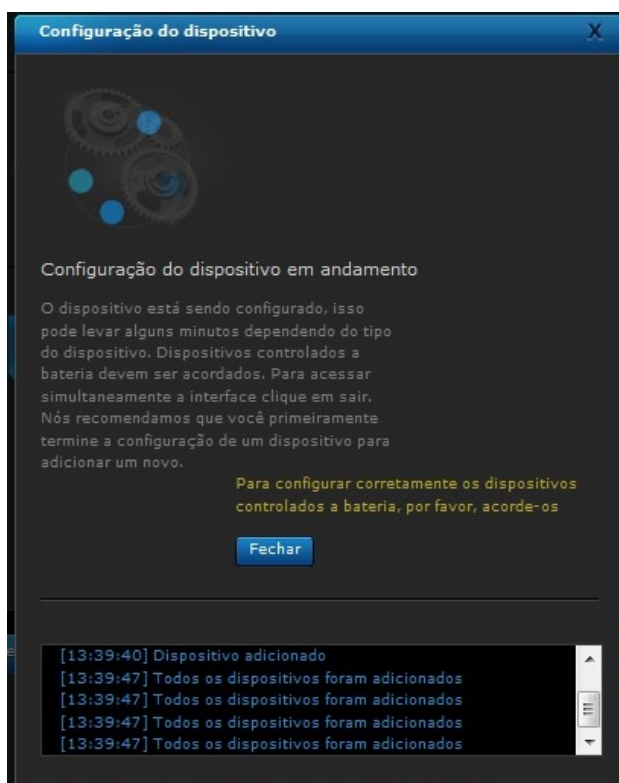 Configuração do dispositivo
X
Configuração do dispositivo em andamento
O dispositivo está sendo configurado, isso
pode levar alguns minutos dependendo do tipo
do dispositivo. Dispositivos controlados a
bateria devem ser acordados. Para acessar
simultaneamente a interface clique em sair.
Nós recomendamos que você primeiramente
termine a configuração de um dispositivo para
adicionar um novo.
Para configurar corretamente os dispositivos
controlados a bateria, por favor, acorde-os
Fechar
[13:39:40] Dispositivo adicionado
[13:39:47] Todos os dispositivos foram adicionados
[13:39:47] Todos os dispositivos foram adicionados
[13:39:47] Todos os dispositivos foram adicionados
[13:39:47] Todos os dispositivos foram adicionados